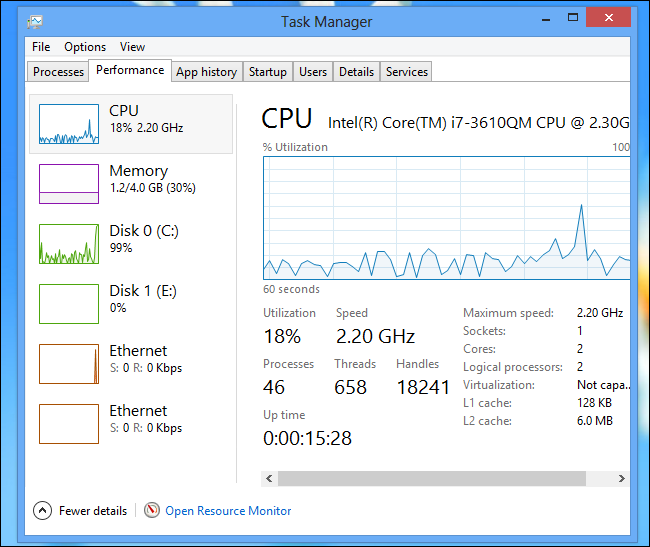 Task Manager
File Options View
Processes Performance App history Startup Users Details Services
CPU
18% 2.20 GHz
Memory
1.2/4.0 GB (30%)
Disk 0 (C:)
99%
Disk 1 (E:)
0%
Ethernet
S: 0 R: 0 Kbps
Ethernet
S: 0 R: 0 Kbps
CPU Intel(R) Core(TM) i7-3610QM CPU @ 2.30G
% Utilization 100
60 seconds
Utilization Speed
18% 2.20 GHz
Processes Threads Handles
46 658 18241
Up time
0:00:15:28
Maximum speed: 2.20 GHz
Sockets: 1
Cores: 2
Logical processors: 2
Virtualization: Not capa...
L1 cache: 128 KB
L2 cache: 6.0 MB
Fewer details Open Resource Monitor